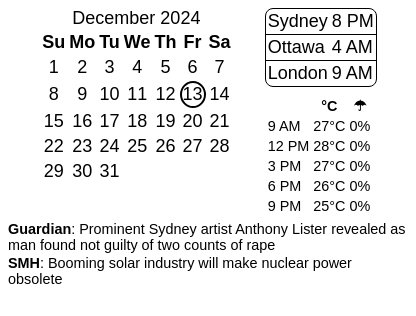 December 2024
Su Mo Tu We Th Fr Sa
1 2 3 4 5 6 7
8 9 10 11 12 13 14
15 16 17 18 19 20 21
22 23 24 25 26 27 28
29 30 31
Sydney 8 PM
Ottawa 4 AM
London 9 AM
°C ☂
9 AM 27°C 0%
12 PM 28°C 0%
3 PM 27°C 0%
6 PM 26°C 0%
9 PM 25°C 0%
Guardian: Prominent Sydney artist Anthony Lister revealed as
man found not guilty of two counts of rape
SMH: Booming solar industry will make nuclear power
obsolete